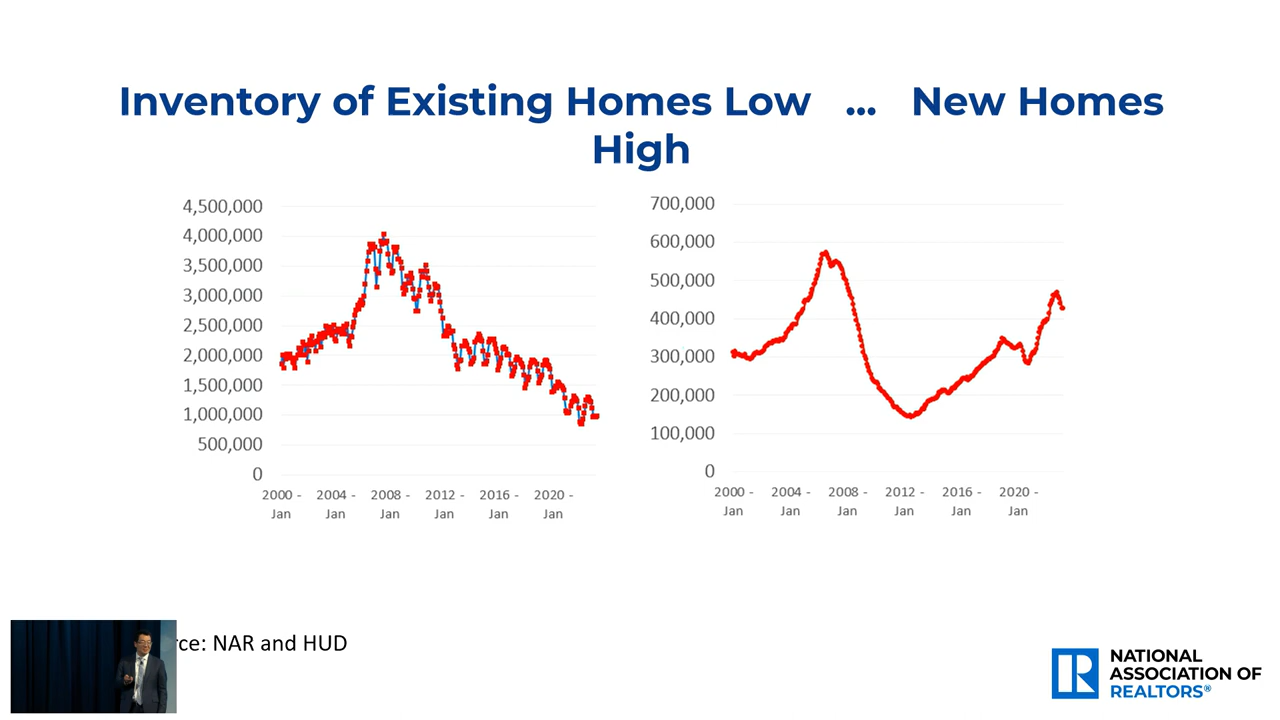 Inventory of Existing Homes Low ... New Homes
High
4,500,000
4,000,000
3,500,000
3,000,000
2,500,000
2,000,000
1,500,000
1,000,000
500,000
0
2000 - 2004 - 2008 - 2012 - 2016 - 2020 -
Jan Jan Jan Jan Jan Jan
700,000
600,000
500,000
400,000
300,000
200,000
100,000
0
2000 - 2004 - 2008 - 2012 - 2016 - 2020 -
Jan Jan Jan Jan Jan Jan
rce: NAR and HUD
NATIONAL
ASSOCIATION OF
REALTORS®